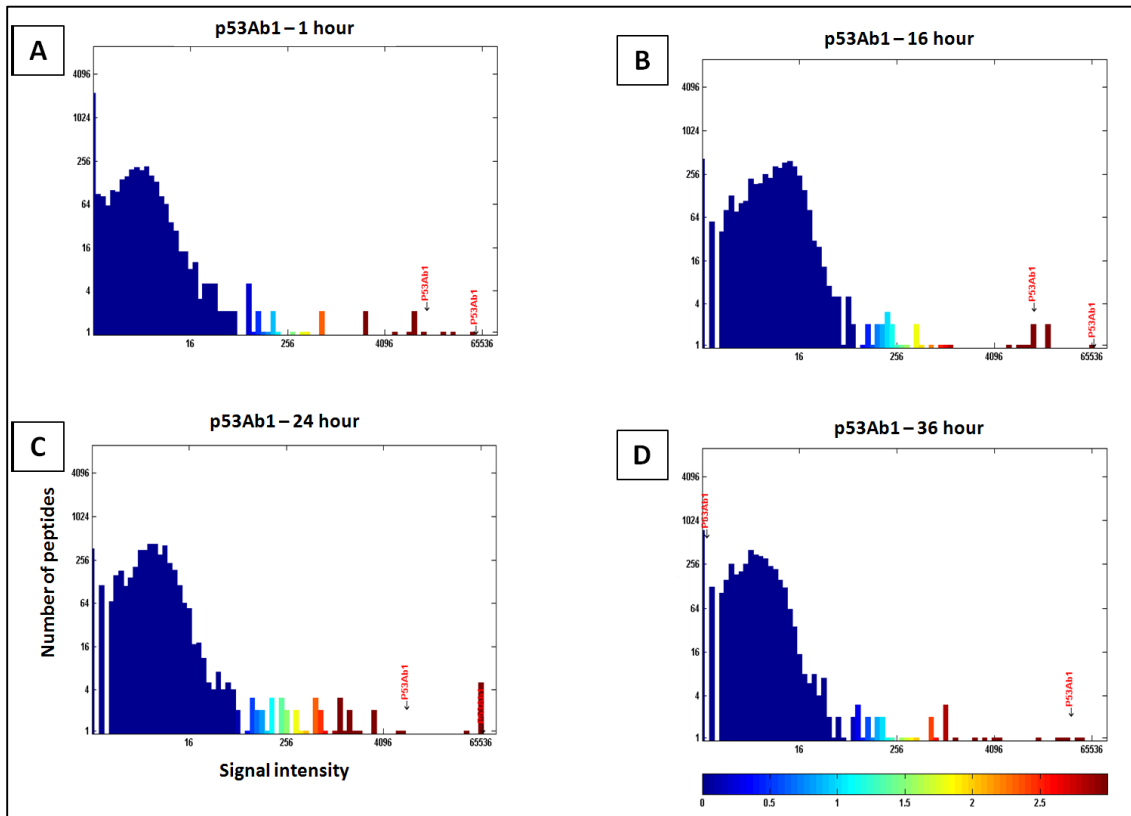 A
p53Ab1 – 1 hour
4096
1024
256
64
16
4
1
16
256
4096
65536
P53Ab1
P53Ab1
B
p53Ab1 – 16 hour
4096
1024
256
64
16
4
1
16
256
4096
65536
P53Ab1
P53Ab1
C
p53Ab1 – 24 hour
Number of peptides
4096
1024
256
64
16
4
1
16
256
4096
65536
P53Ab1
Signal intensity
D
p53Ab1 – 36 hour
4096
1024
256
64
16
4
1
16
256
4096
65536
P53Ab1
P53Ab1
0
0.5
1
1.5
2
2.5